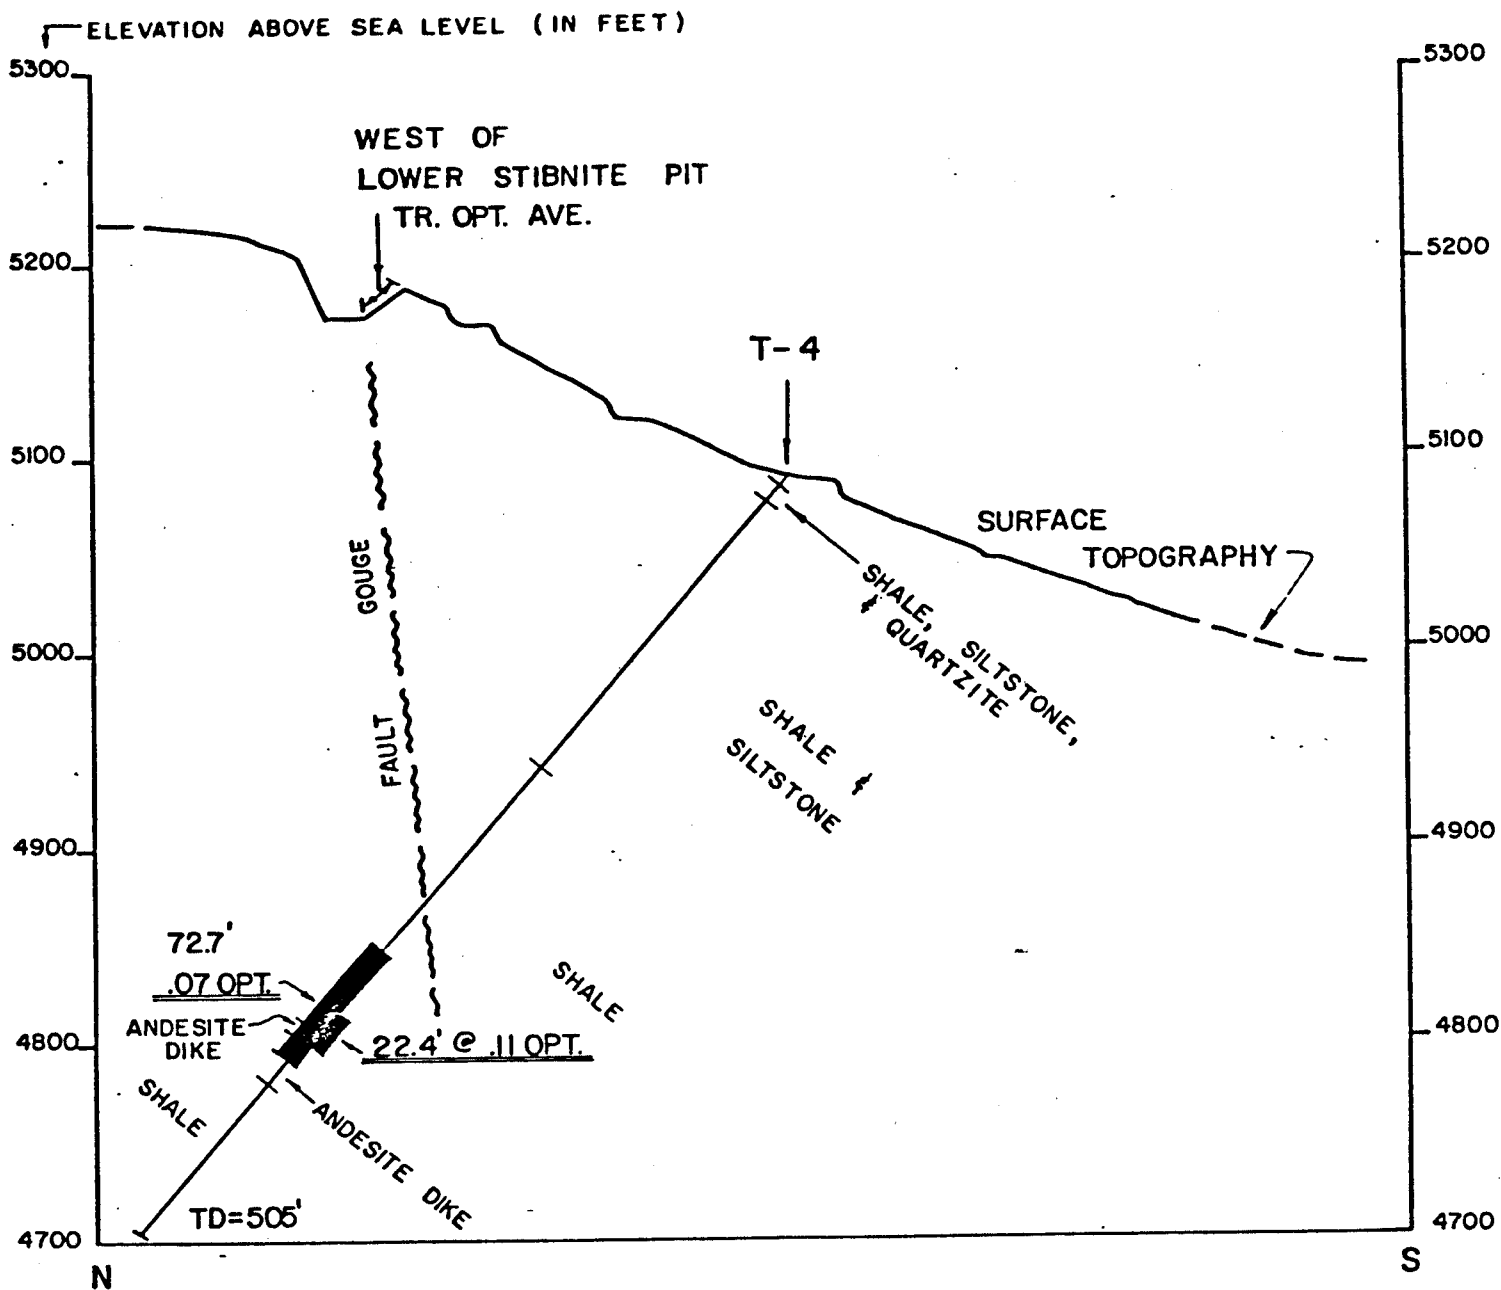 ELEVATION ABOVE SEA LEVEL (IN FEET)
5300
5300
WEST OF
LOWER STIBNITE PIT
TR. OPT. AVE.
5200
5200
T-4
5100
5100
SURFACE
TOPOGRAPHY
GOUGE
SHALE, SILTSTONE,
& QUARTZITE
5000
5000
FAULT
SHALE &
SILTSTONE
4900
4900
72.7'
.07 OPT.
SHALE
ANDESITE
DIKE
22.4' @ .11 OPT.
4800
4800
SHALE
ANDESITE DIKE
TD=505'
4700
4700
N
S